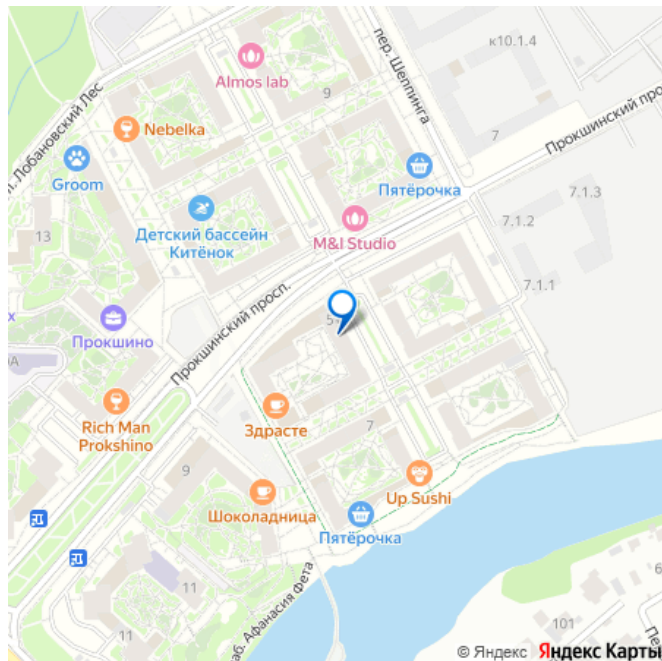 к10.1.4
Almos lab
9
пер. Шеппинга
7
Прокшинский про
Лобановский Лес
Nebelka
Groom
Пятёрочка
7.1.3
7.1.2
Детский бассейн
Китёнок
M&I Studio
13
7.1.1
Прокшинский просп.
5
Прокшино
Rich Man
Prokshino
Здрасте
7
9
Up Sushi
Шоколадница
Пятёрочка
11
11
наб. Афанасия Фета
101
6
© Яндекс Яндекс Карты